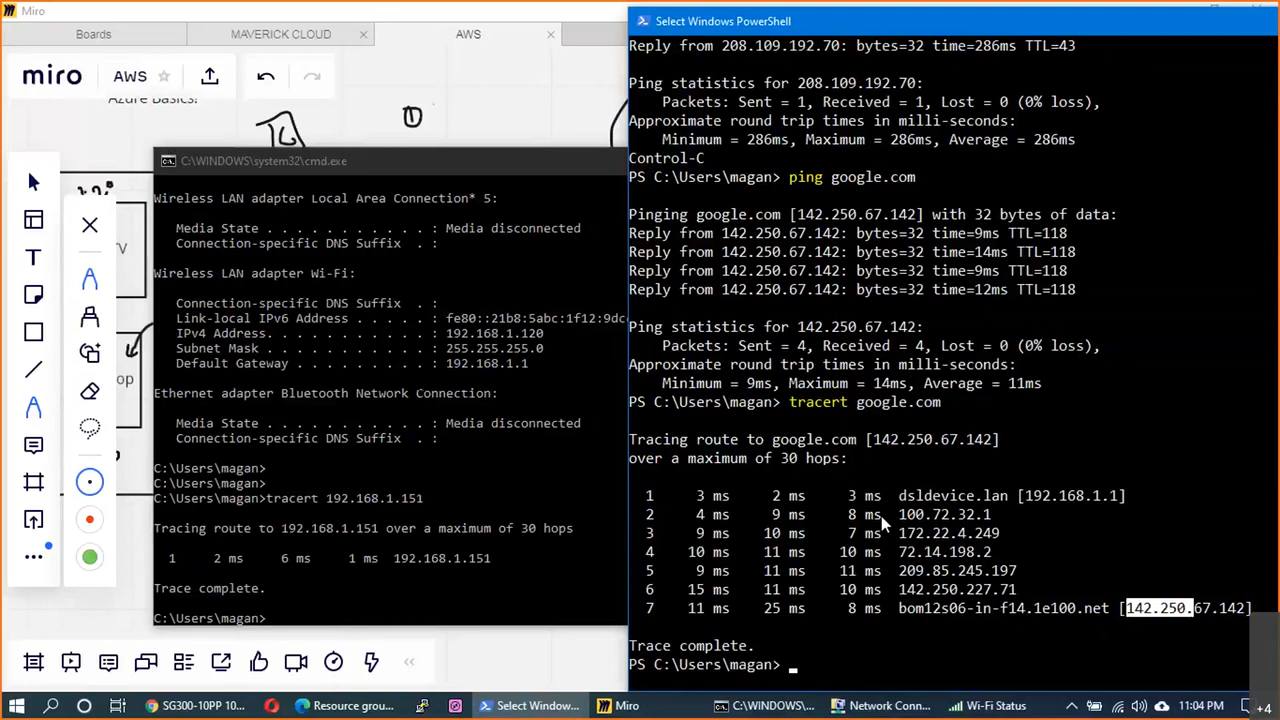 Miro
Boards
MAVERICK CLOUD
AWS
miro
AWS
Azure Basics!
C:\WINDOWS\system32\cmd.exe
Wireless LAN adapter Local Area Connection* 5:
Media State . . . . . . . . . . . : Media disconnected
Connection-specific DNS Suffix  . :
Wireless LAN adapter Wi-Fi:
Connection-specific DNS Suffix  . :
Link-local IPv6 Address . . . . . : fe80::21b8:5abc:1f12:9dc
IPv4 Address. . . . . . . . . . . : 192.168.1.120
Subnet Mask . . . . . . . . . . . : 255.255.255.0
Default Gateway . . . . . . . . . : 192.168.1.1
Ethernet adapter Bluetooth Network Connection:
Media State . . . . . . . . . . . : Media disconnected
Connection-specific DNS Suffix  . :
C:\Users\magan>
C:\Users\magan>
C:\Users\magan>tracert 192.168.1.151
Tracing route to 192.168.1.151 over a maximum of 30 hops
1 2 ms 6 ms 1 ms 192.168.1.151
Trace complete.
C:\Users\magan>
Select Windows PowerShell
Reply from 208.109.192.70: bytes=32 time=286ms TTL=43
Ping statistics for 208.109.192.70:
Packets: Sent = 1, Received = 1, Lost = 0 (0% loss),
Approximate round trip times in milli-seconds:
Minimum = 286ms, Maximum = 286ms, Average = 286ms
Control-C
PS C:\Users\magan> ping google.com
Pinging google.com [142.250.67.142] with 32 bytes of data:
Reply from 142.250.67.142: bytes=32 time=9ms TTL=118
Reply from 142.250.67.142: bytes=32 time=14ms TTL=118
Reply from 142.250.67.142: bytes=32 time=9ms TTL=118
Reply from 142.250.67.142: bytes=32 time=12ms TTL=118
Ping statistics for 142.250.67.142:
Packets: Sent = 4, Received = 4, Lost = 0 (0% loss),
Approximate round trip times in milli-seconds:
Minimum = 9ms, Maximum = 14ms, Average = 11ms
PS C:\Users\magan> tracert google.com
Tracing route to google.com [142.250.67.142]
over a maximum of 30 hops:
1 3 ms 2 ms 3 ms dsldevice.lan [192.168.1.1]
2 4 ms 9 ms 8 ms 100.72.32.1
3 9 ms 10 ms 7 ms 172.22.4.249
4 10 ms 11 ms 10 ms 72.14.198.2
5 9 ms 11 ms 11 ms 209.85.245.197
6 15 ms 11 ms 10 ms 142.250.227.71
7 11 ms 25 ms 8 ms bom12s06-in-f14.1e100.net [142.250.67.142]
Trace complete.
PS C:\Users\magan>
SG300-10PP 10...
Resource grou...
Select Window...
Miro
C:\WINDOWS\...
Network Conn...
Wi-Fi Status
11:04 PM
+4